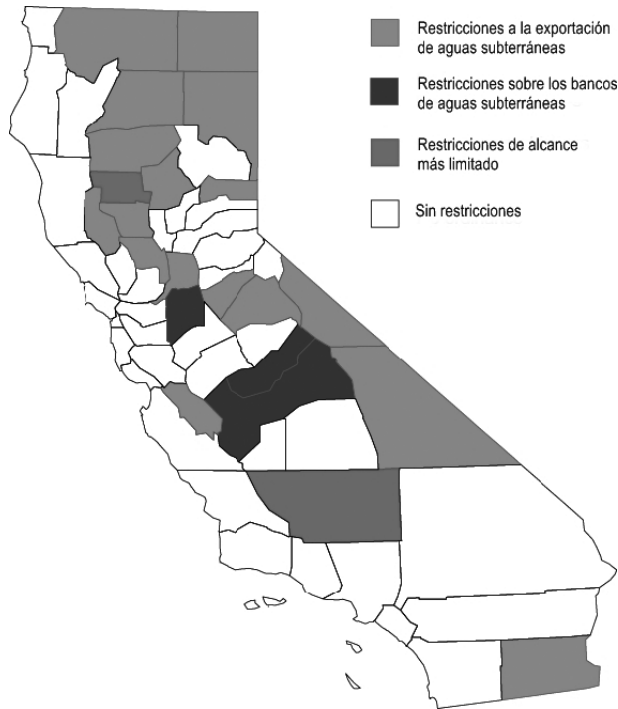 Restricciones a la exportación
de aguas subterráneas
Restricciones sobre los bancos
de aguas subterráneas
Restricciones de alcance
más limitado
Sin restricciones